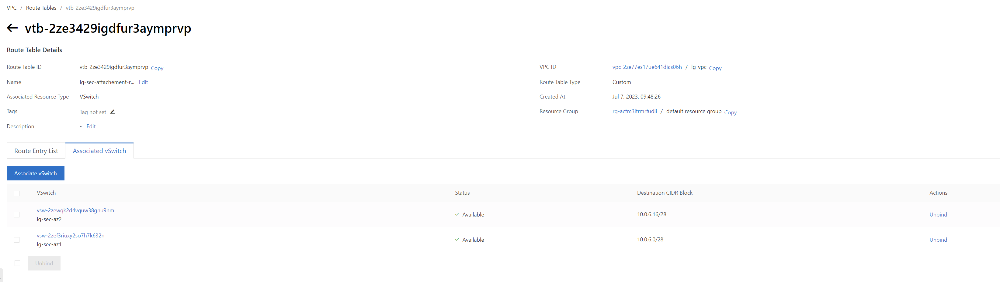 VPC / Route Tables / vtb-2ze3429igdfur3aymprvp
vtb-2ze3429igdfur3aymprvp
Route Table Details
Route Table ID vtb-2ze3429igdfur3aymprvp Copy VPC ID vpc-2ze77es17ue641djas06h / lg-vpc Copy
Name lg-sec-attachement-r... Edit Route Table Type Custom
Associated Resource Type VSwitch Created At Jul 7, 2023, 09:48:26
Tags Tag not set Resource Group rg-acfm3itrmrfudli / default resource group Copy
Description - Edit
Route Entry List Associated vSwitch
Associate vSwitch
VSwitch Status Destination CIDR Block Actions
vsw-2zewqk2d4vquw38gnu9nm
lg-sec-az2 Available 10.0.6.16/28 Unbind
vsw-2zef3riuxy2so7h7k632n
lg-sec-az1 Available 10.0.6.0/28 Unbind
Unbind